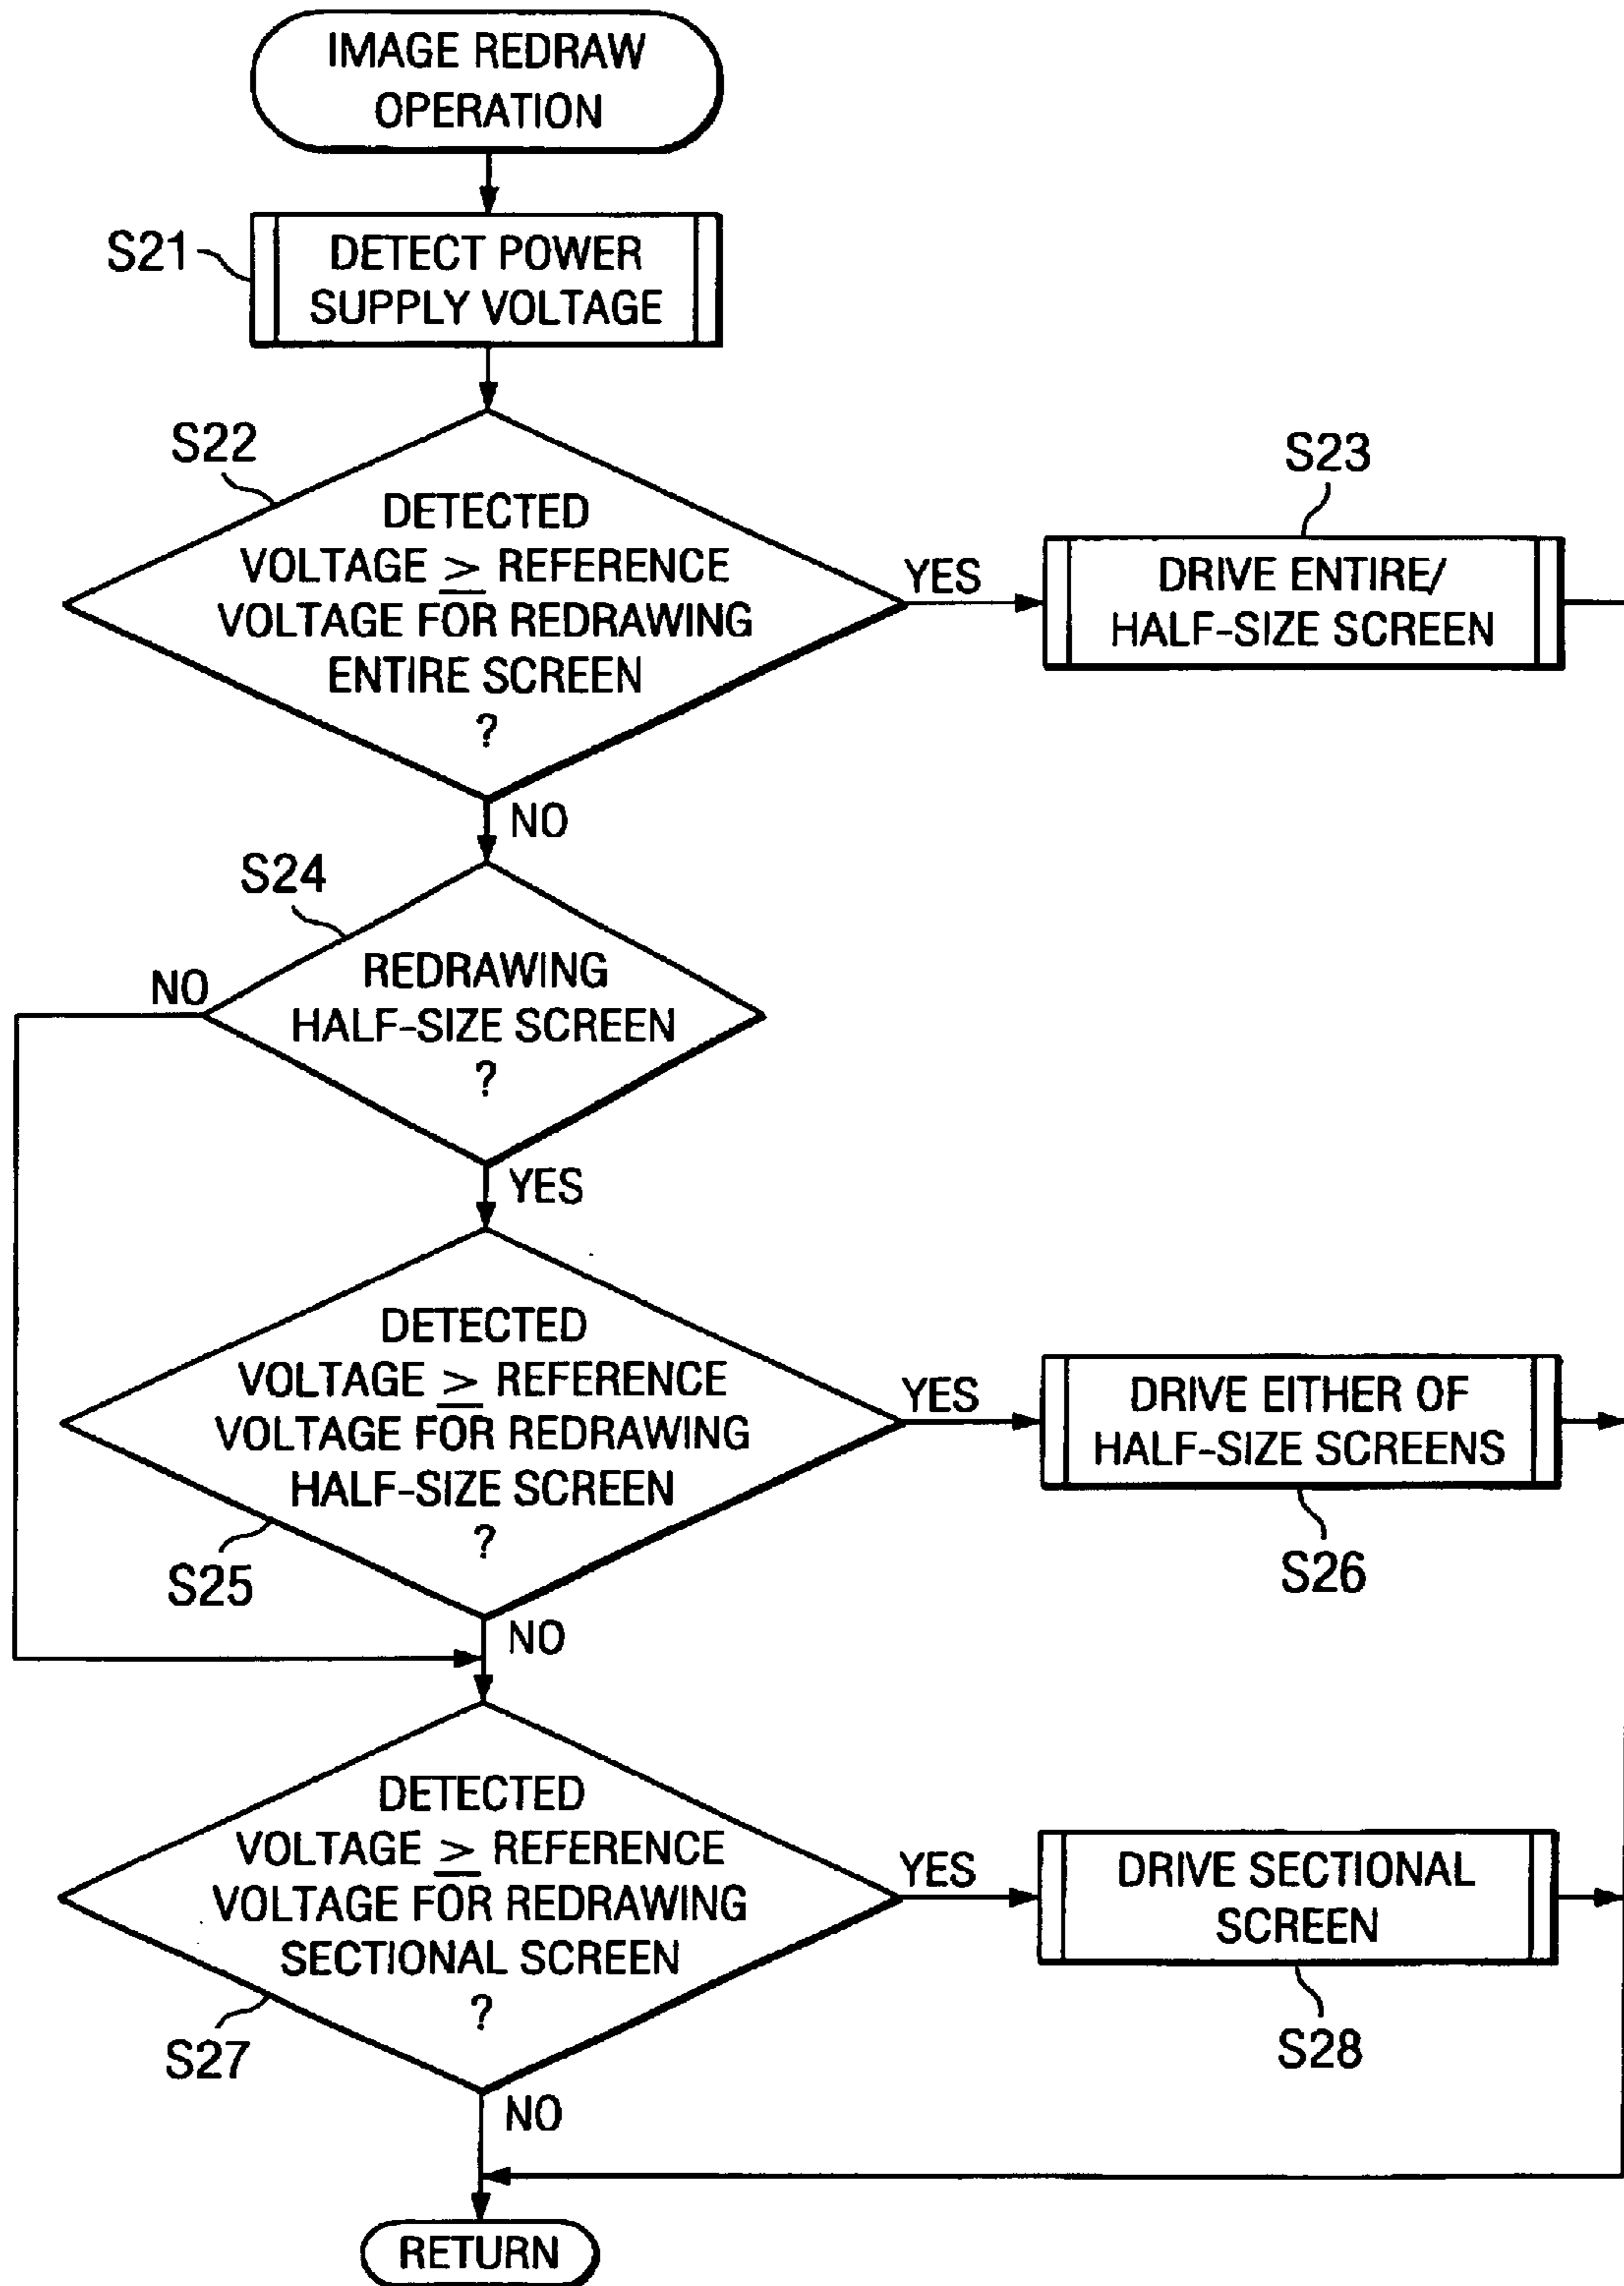 IMAGE REDRAW
OPERATION
S21
DETECT POWER
SUPPLY VOLTAGE
S22
DETECTED
VOLTAGE ≥ REFERENCE
VOLTAGE FOR REDRAWING
ENTIRE SCREEN
?
YES
S23
DRIVE ENTIRE/
HALF-SIZE SCREEN
NO
S24
REDRAWING
HALF-SIZE SCREEN
?
NO
YES
DETECTED
VOLTAGE ≥ REFERENCE
VOLTAGE FOR REDRAWING
HALF-SIZE SCREEN
?
S25
YES
DRIVE EITHER OF
HALF-SIZE SCREENS
S26
NO
DETECTED
VOLTAGE ≥ REFERENCE
VOLTAGE FOR REDRAWING
SECTIONAL SCREEN
?
S27
YES
DRIVE SECTIONAL
SCREEN
S28
NO
RETURN